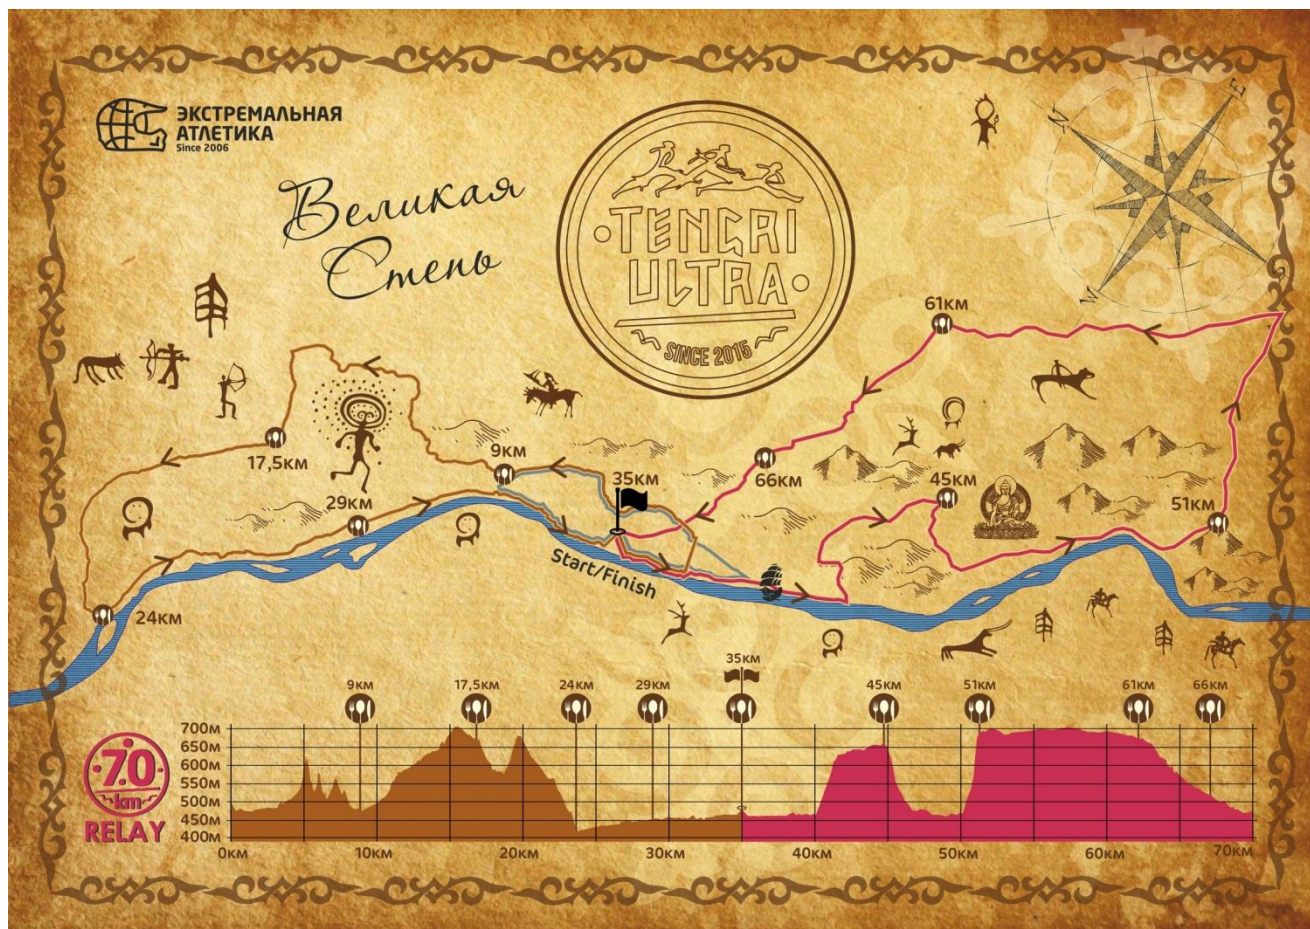 ЭКСТРЕМАЛЬНАЯ
АТЛЕТИКА
Since 2006
Великая
Степь
TENGRI
ULTRA
SINCE 2015
N
E
W
S
61КМ
9КМ
17,5КМ
35КМ
66КМ
45КМ
29КМ
51КМ
Start/Finish
24КМ
35КМ
9КМ
17,5КМ
24КМ
29КМ
45КМ
51КМ
61КМ
66КМ
70
km
RELAY
700М
650М
600М
550М
500М
450М
400М
0КМ
10КМ
20КМ
30КМ
40КМ
50КМ
60КМ
70КМ